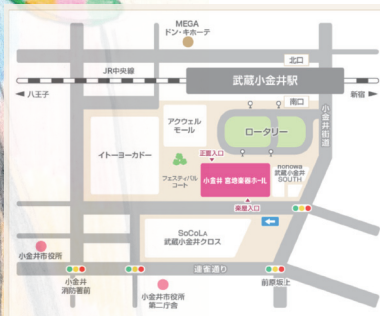 MEGA
ドン・キホーテ
北口
JR中央線
武蔵小金井駅
八王子
新宿
南口
小金井街道
アクウェル
モール
ロータリー
正面入口
イトーヨーカドー
フェスティバル
コート
小金井 宮地楽器ホール
nonowa
武蔵小金井
SOUTH
楽屋入口
SoCoLA
武蔵小金井クロス
小金井市役所
連雀通り
小金井
消防署前
小金井市役所
第二庁舎
前原坂上